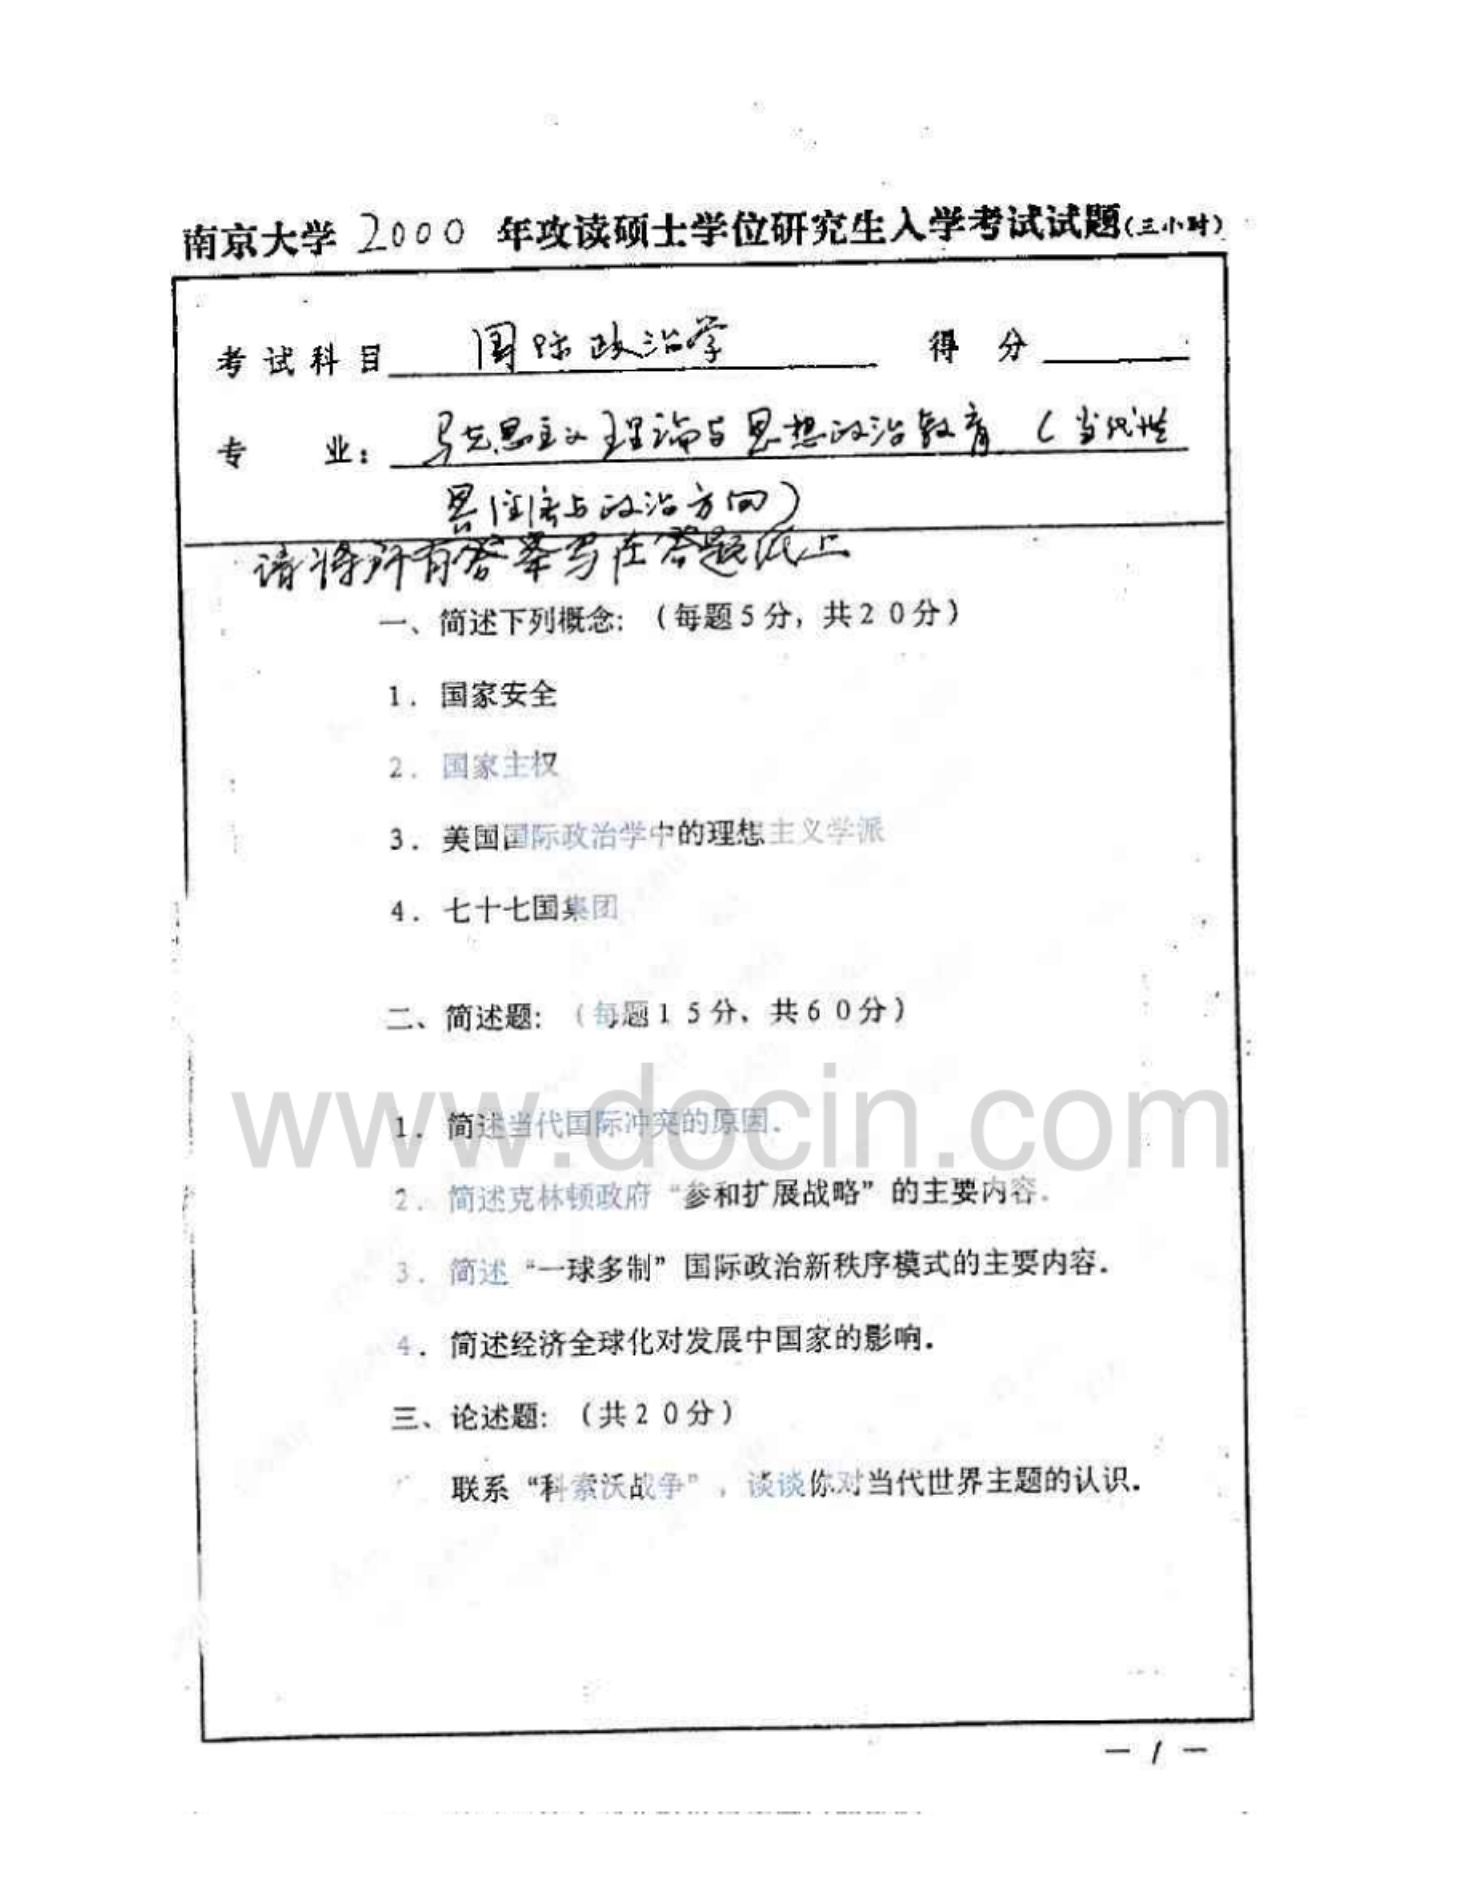 南京大学 2000 年攻读硕士学位研究生入学考试试题(三小时)
考试科目 国际政治学 得 分
专 业: 马克思主义理论与思想政治教育 (当代世
界经济与政治方向)
请将所有答案写在答题纸上
一、简述下列概念:(每题5分,共20分)
1. 国家安全
2. 国家主权
3. 美国国际政治学中的理想主义学派
4. 七十七国集团
二、简述题:(每题15分、共60分)
1. 简述当代国际冲突的原因.
2. 简述克林顿政府“参和扩展战略”的主要内容.
3. 简述“一球多制”国际政治新秩序模式的主要内容.
4. 简述经济全球化对发展中国家的影响.
三、论述题:(共20分)
联系“科索沃战争”,谈谈你对当代世界主题的认识.
www.docin.com
— 1 —